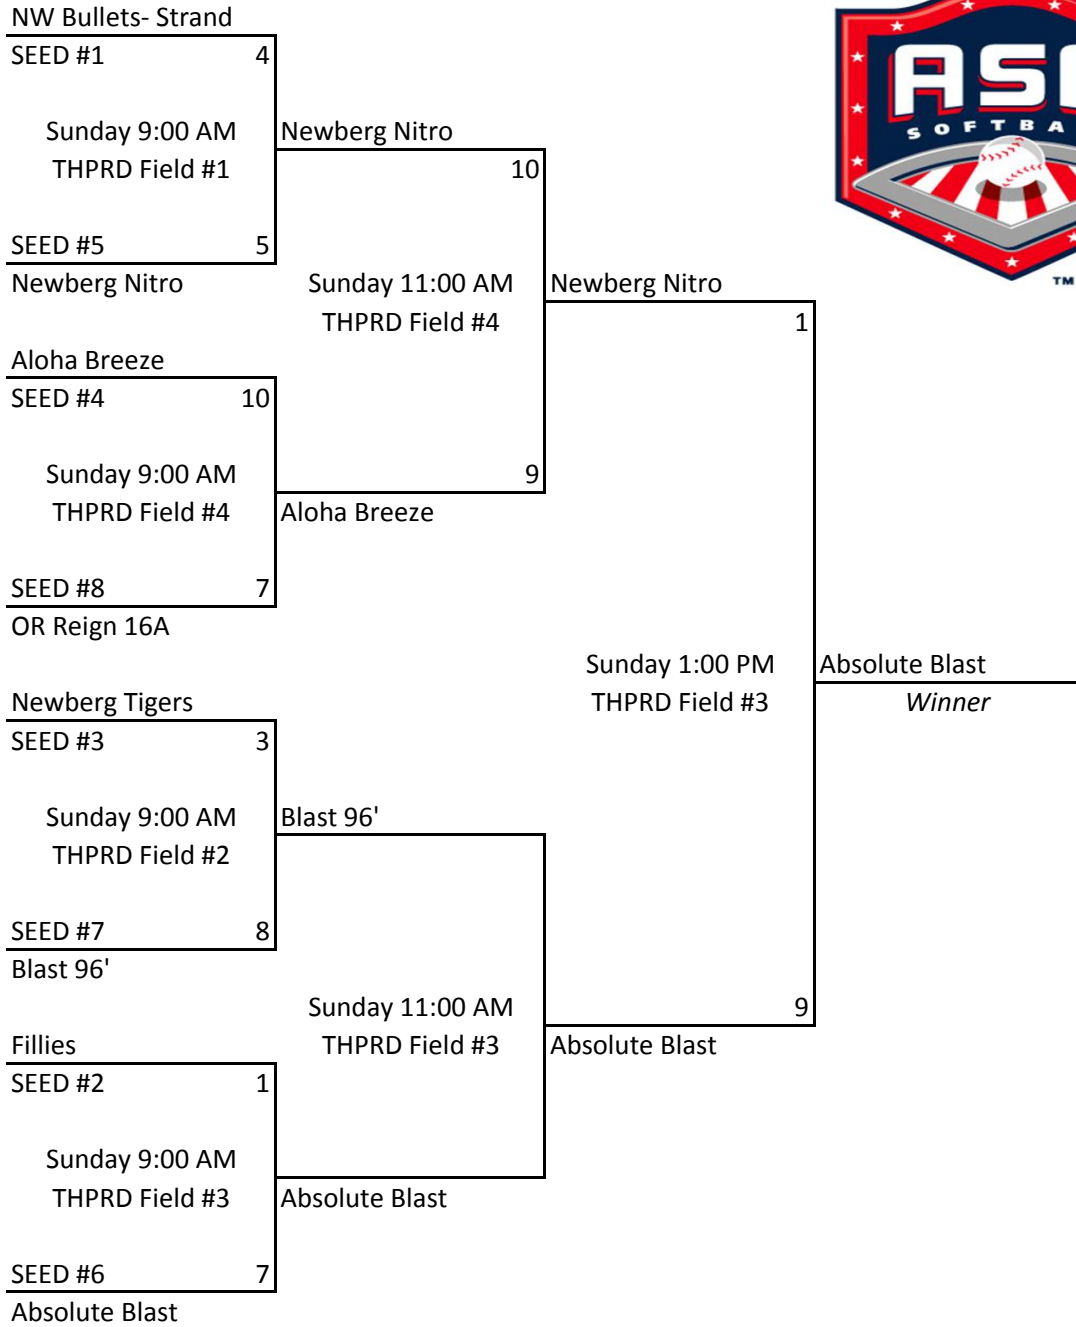 NW Bullets- Strand
SEED #1 4
Sunday 9:00 AM
THPRD Field #1
SEED #5 5
Newberg Nitro
Aloha Breeze
SEED #4 10
Sunday 9:00 AM
THPRD Field #4
SEED #8 7
OR Reign 16A
Newberg Tigers
SEED #3 3
Sunday 9:00 AM
THPRD Field #2
SEED #7 8
Blast 96'
Fillies
SEED #2 1
Sunday 9:00 AM
THPRD Field #3
SEED #6 7
Absolute Blast
Newberg Nitro
10
Sunday 11:00 AM
THPRD Field #4
9
Aloha Breeze
Blast 96'
Sunday 11:00 AM
THPRD Field #3
Absolute Blast
Newberg Nitro
1
Sunday 1:00 PM
THPRD Field #3
9
Absolute Blast
Absolute Blast
Winner
TM